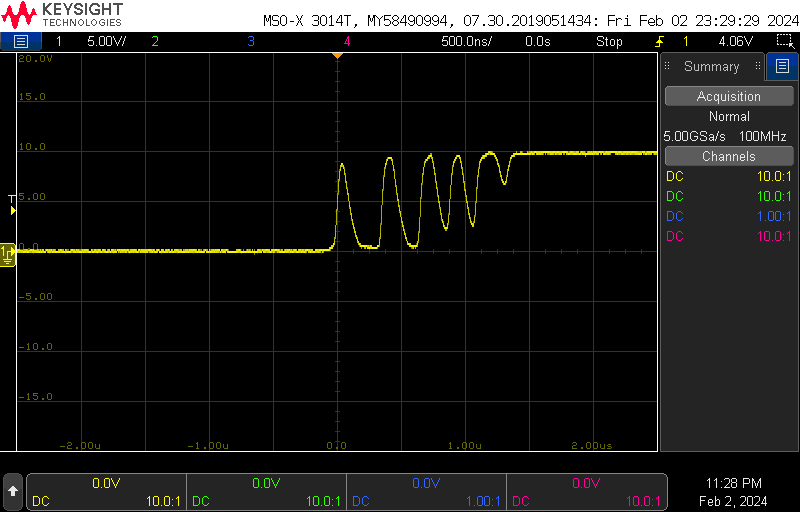 KEYSIGHT
TECHNOLOGIES
MSO-X 3014T, MY58490994, 07.30.2019051434: Fri Feb 02 23:29:29 2024
1 5.00V/ 2 3 4 500.0ns/ 0.0s Stop 1 4.06V
20.0V
15.0
10.0
T
5.00
1
0.0
-5.00
-10.0
-15.0
-2.00u -1.00u 0.0 1.00u 2.00us
Summary
Acquisition
Normal
5.00GSa/s 100MHz
Channels
DC 10.0:1
DC 10.0:1
DC 1.00:1
DC 10.0:1
0.0V 0.0V 0.0V 0.0V
DC 10.0:1 DC 10.0:1 DC 1.00:1 DC 10.0:1
11:28 PM
Feb 2, 2024